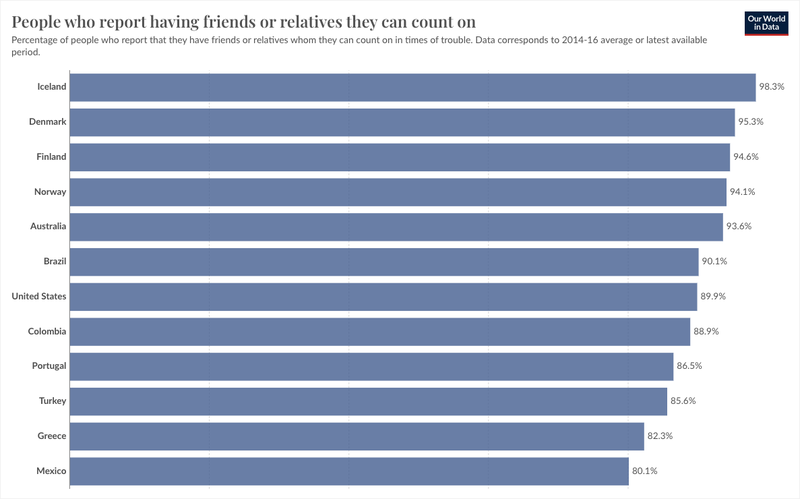 People who report having friends or relatives they can count on
Our World
in Data
Percentage of people who report that they have friends or relatives whom they can count on in times of trouble. Data corresponds to 2014-16 average or latest available
period.
Iceland 98.3%
Denmark 95.3%
Finland 94.6%
Norway 94.1%
Australia 93.6%
Brazil 90.1%
United States 89.9%
Colombia 88.9%
Portugal 86.5%
Turkey 85.6%
Greece 82.3%
Mexico 80.1%